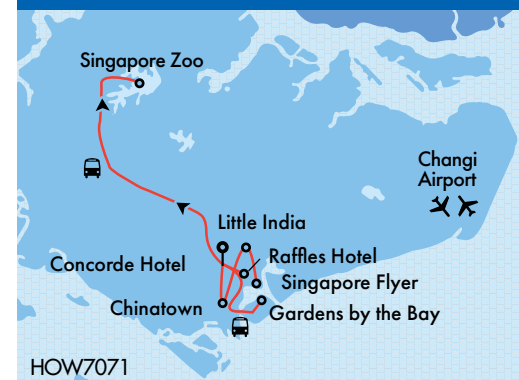 Singapore Zoo
Changi
Airport
Little India
Concorde Hotel
Raffles Hotel
Singapore Flyer
Chinatown
Gardens by the Bay
HOW7071